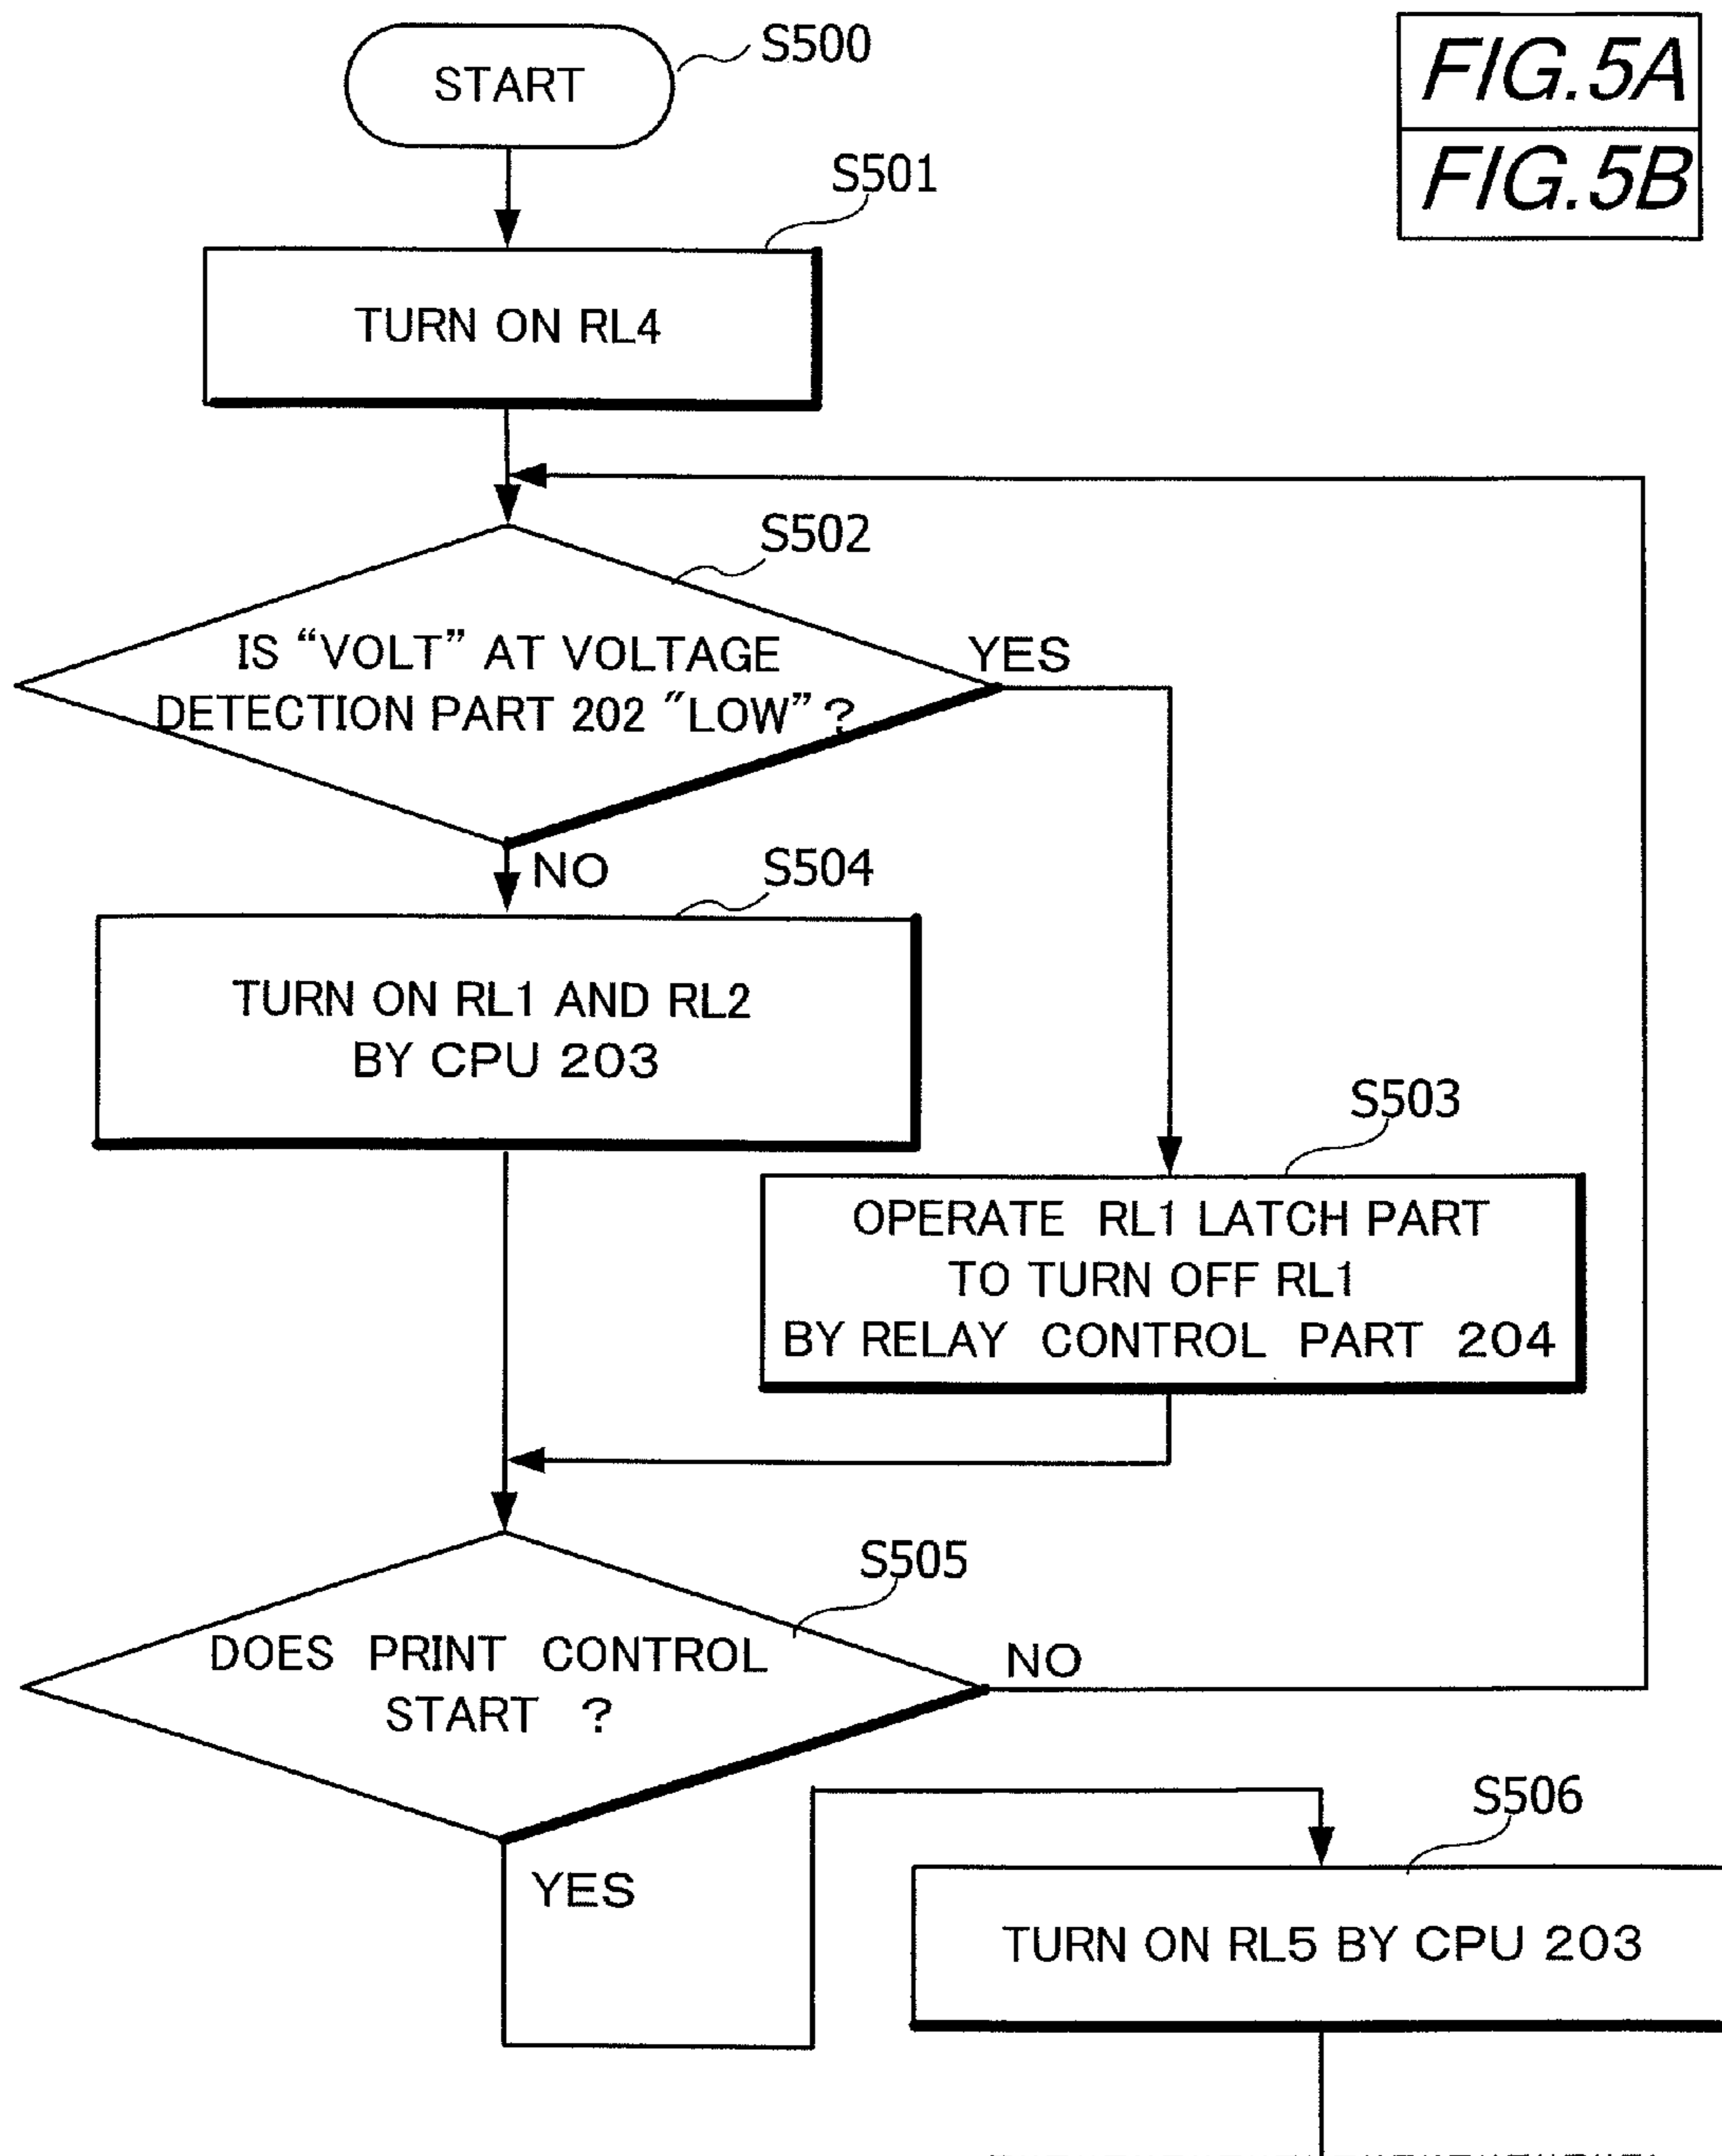 FIG.5A
FIG.5B
START
S500
S501
TURN ON RL4
S502
IS “VOLT” AT VOLTAGE
DETECTION PART 202 "LOW" ?
YES
NO
S504
TURN ON RL1 AND RL2
BY CPU 203
S503
OPERATE RL1 LATCH PART
TO TURN OFF RL1
BY RELAY CONTROL PART 204
S505
DOES PRINT CONTROL
START ?
NO
YES
S506
TURN ON RL5 BY CPU 203